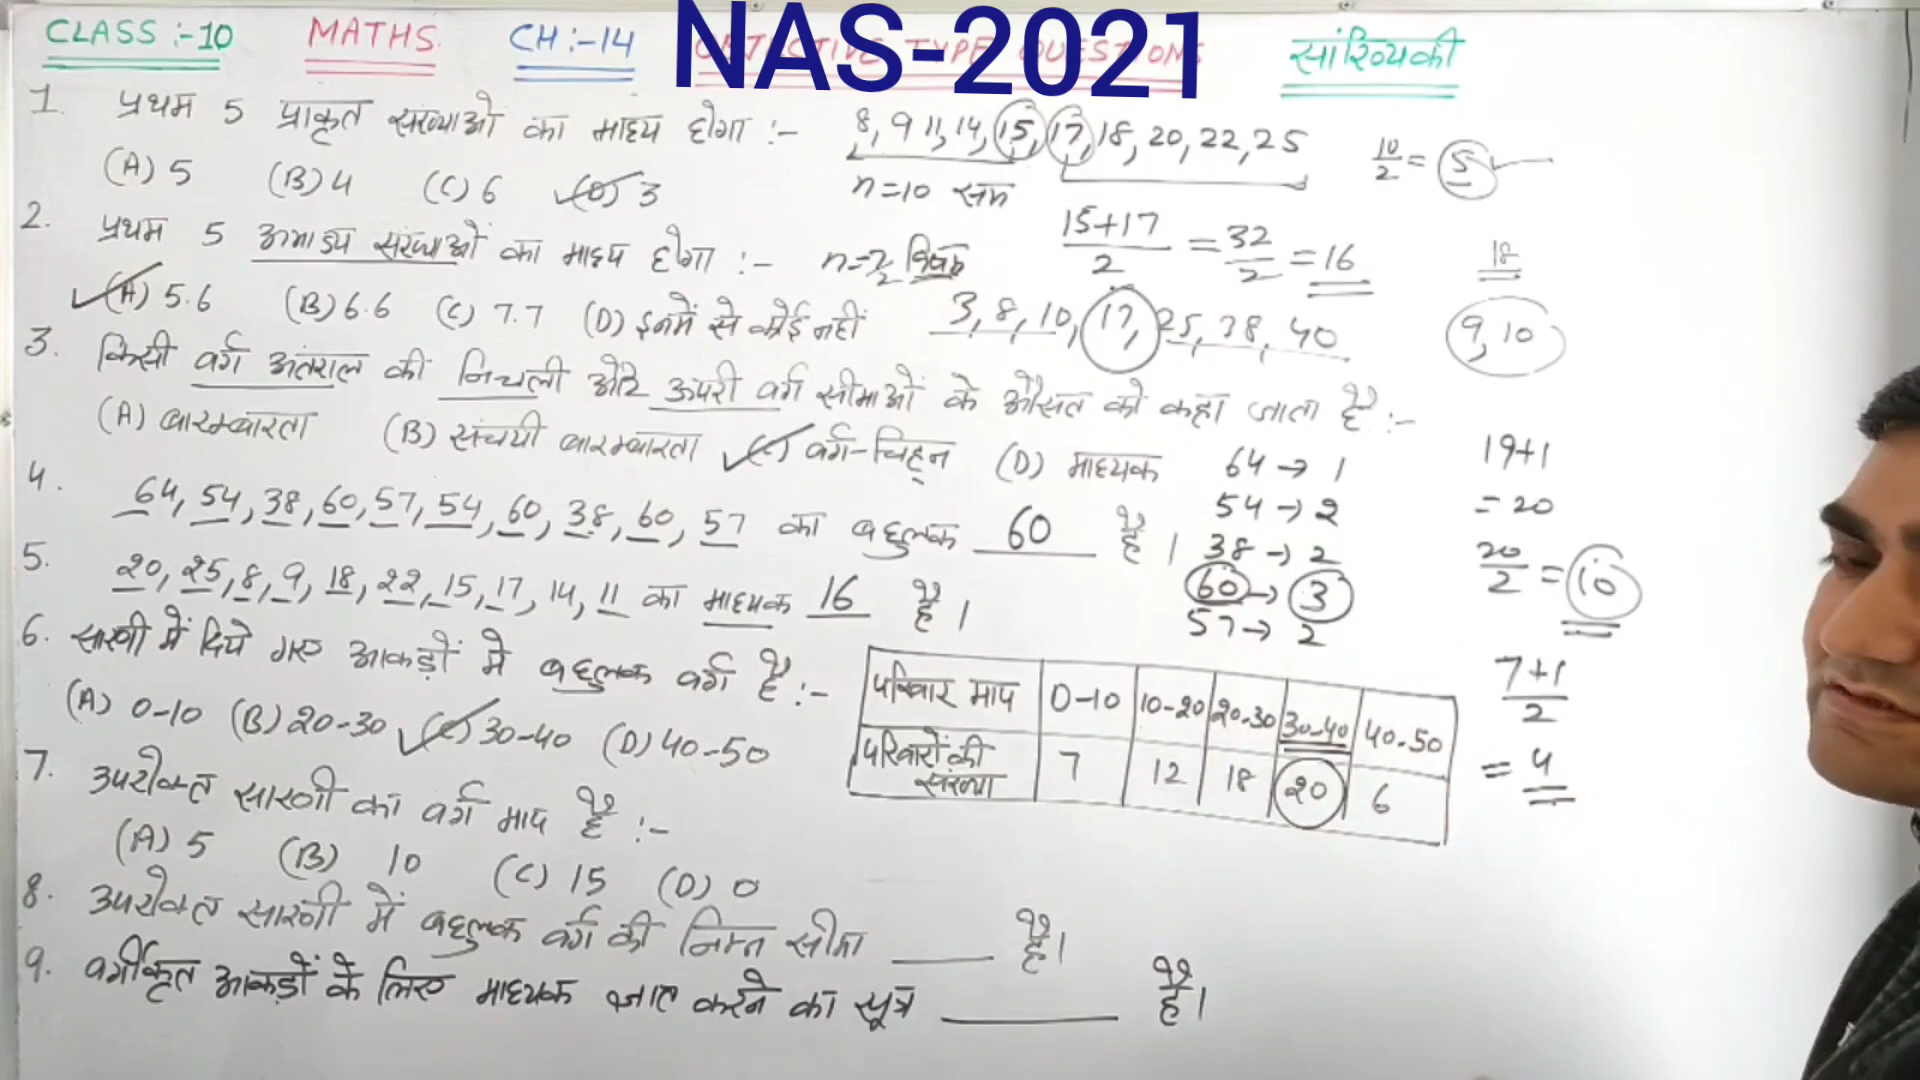 CLASS :- 10 MATHS. CH :- 14 OBJECTIVE TYPE QUESTIONS सांख्यिकी
NAS-2021
1. प्रथम 5 प्राकृत संख्याओं का माध्य होगा :-
(A) 5 (B) 4 (C) 6 (D) 3
2. प्रथम 5 अभाज्य संख्याओं का माध्य होगा :-
(A) 5.6 (B) 6.6 (C) 7.7 (D) इनमें से कोई नहीं
3. किसी वर्ग अंतराल की निचली और ऊपरी वर्ग सीमाओं के औसत को कहा जाता है :-
(A) बारम्बारता (B) संचयी बारम्बारता (C) वर्ग-चिह्न (D) माध्यक
4. 64, 54, 38, 60, 57, 54, 60, 38, 60, 57 का बहुलक 60 है।
5. 20, 25, 8, 9, 18, 22, 15, 17, 14, 11 का माध्यक 16 है।
6. सारणी में दिये गए आकड़ों में बहुलक वर्ग है :-
(A) 0-10 (B) 20-30 (C) 30-40 (D) 40-50
7. उपरोक्त सारणी का वर्ग माप है :-
(A) 5 (B) 10 (C) 15 (D) 0
8. उपरोक्त सारणी में बहुलक वर्ग की निम्न सीमा ____ है।
9. वर्गीकृत आकड़ों के लिए माध्यक ज्ञात करने का सूत्र ____ है।
8, 9 11, 14, 15, 17, 18, 20, 22, 25
n=10 सम
15+17/2 = 32/2 = 16
n=7 विषम
2
3, 8, 10, 17, 25, 38, 40
64 → 1
54 → 2
38 → 2
60 → 3
57 → 2
परिवार माप 0-10 10-20 20-30 30-40 40-50
परिवारों की संख्या 7 12 18 20 6
10/2 = 5
18
9, 10
19+1
= 20
20/2 = 10
7+1/2
= 4